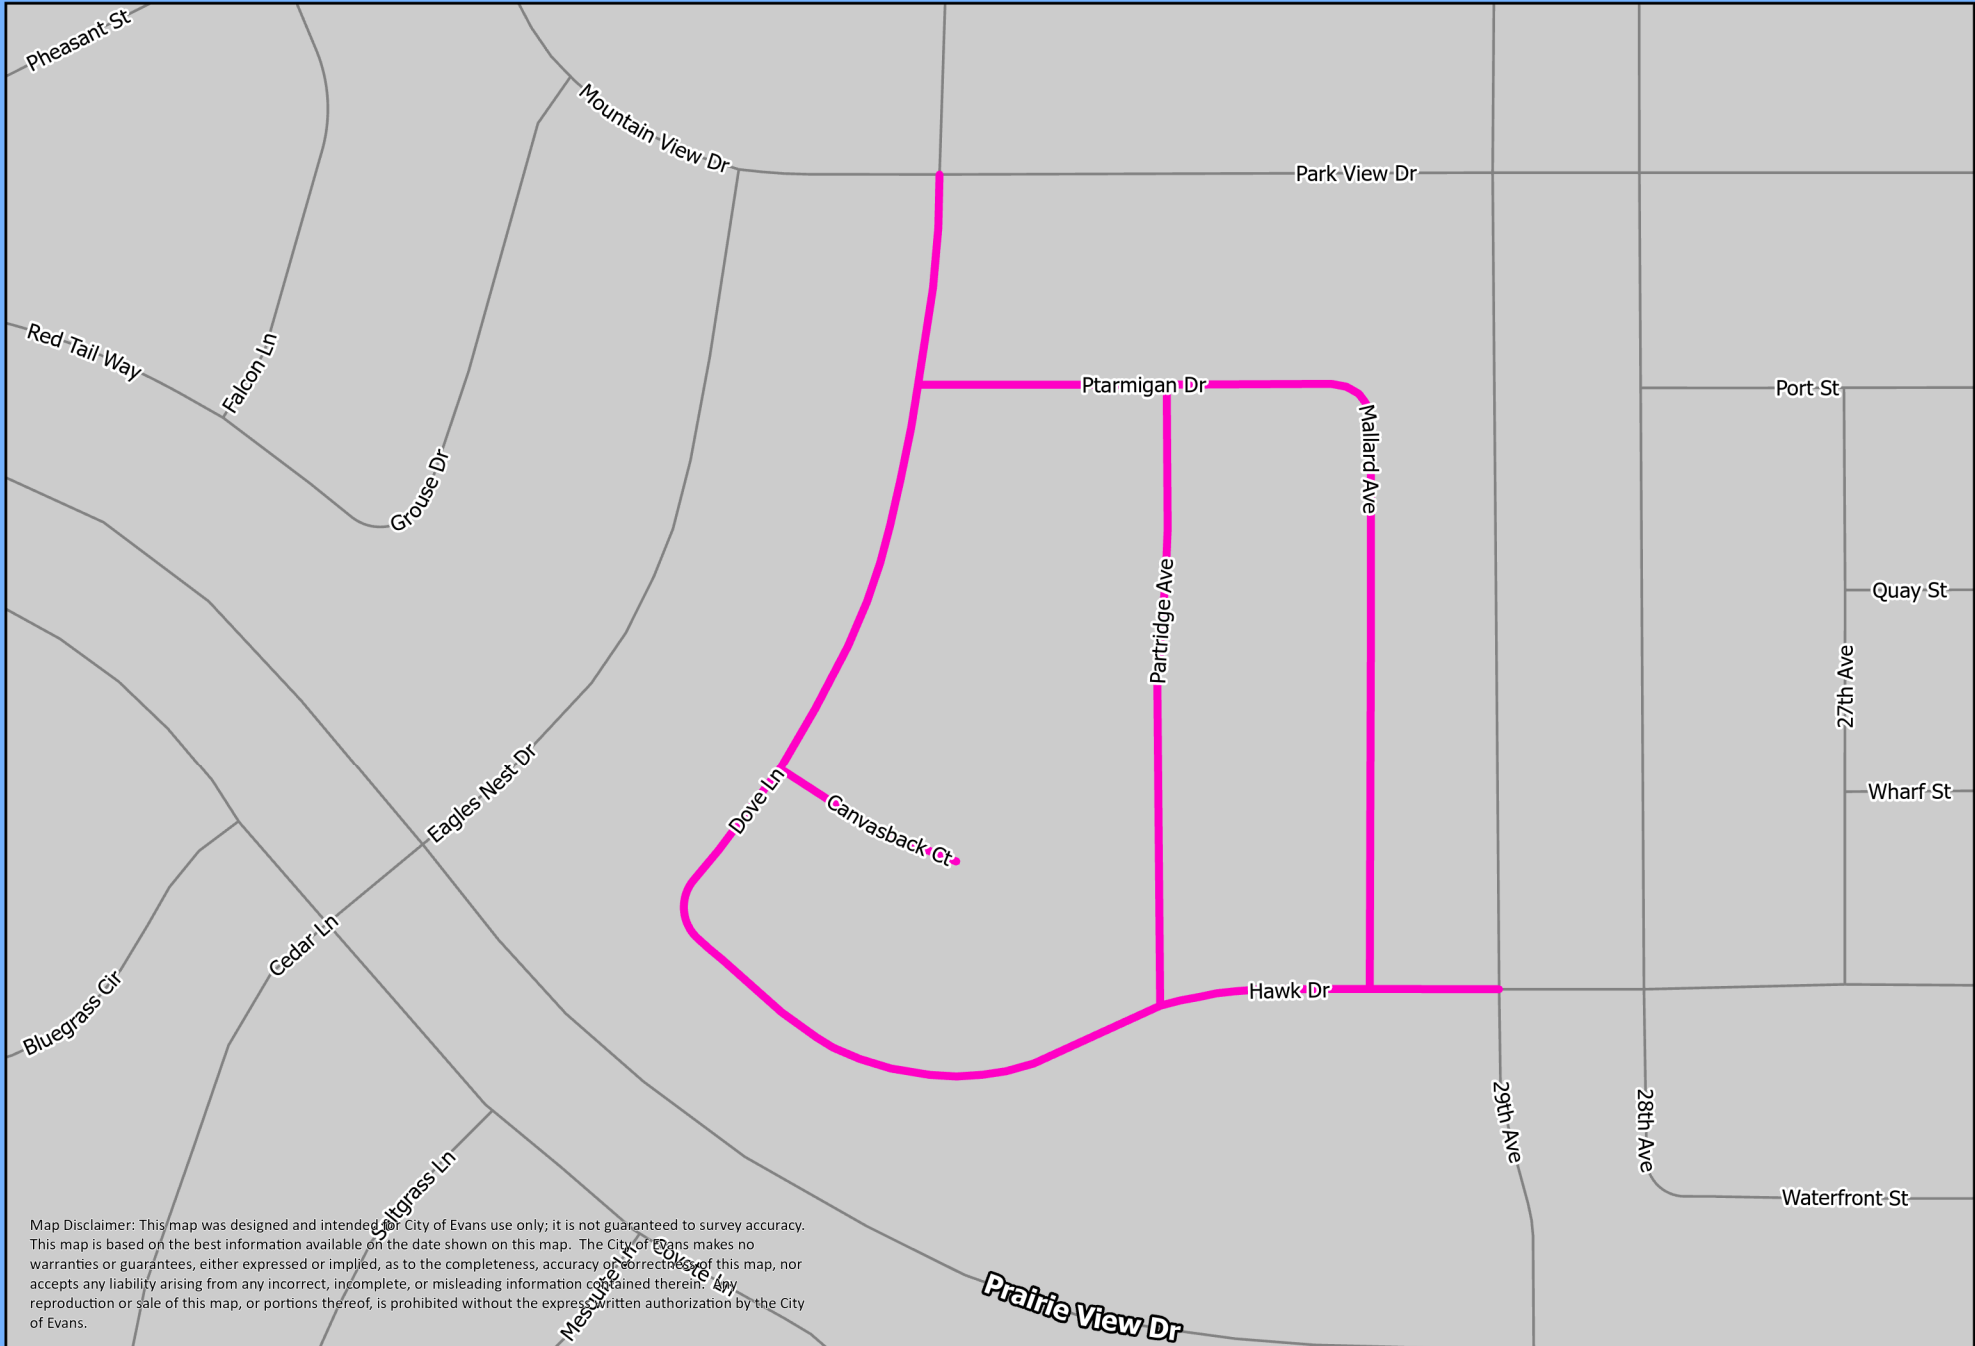 Pheasant St
Mountain View Dr
Park View Dr
Red Tail Way
Falcon Ln
Ptarmigan Dr
Port St
Mallard Ave
Grouse Dr
Partridge Ave
Quay St
27th Ave
Eagles Nest Dr
Dove Ln
Canvasback Ct
Wharf St
Cedar Ln
Bluegrass Cir
Hawk Dr
29th Ave
28th Ave
Saltgrass Ln
Waterfront St
Mesquite Ln
Coyote Ln
Prairie View Dr
Map Disclaimer: This map was designed and intended for City of Evans use only; it is not guaranteed to survey accuracy.
This map is based on the best information available on the date shown on this map. The City of Evans makes no
warranties or guarantees, either expressed or implied, as to the completeness, accuracy or correctness of this map, nor
accepts any liability arising from any incorrect, incomplete, or misleading information contained therein. Any
reproduction or sale of this map, or portions thereof, is prohibited without the express written authorization by the City
of Evans.